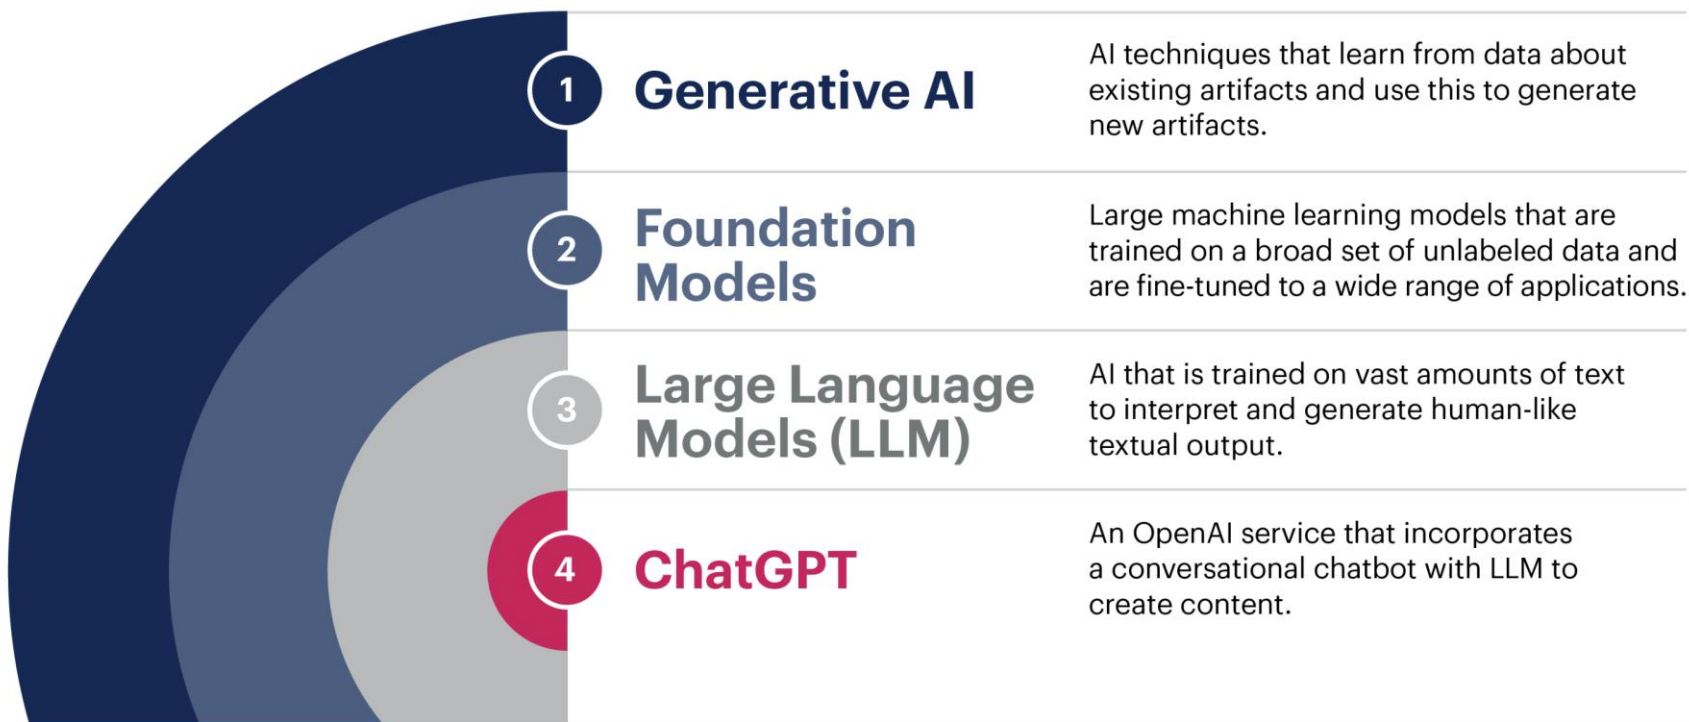 1
Generative AI
AI techniques that learn from data about
existing artifacts and use this to generate
new artifacts.
2
Foundation
Models
Large machine learning models that are
trained on a broad set of unlabeled data and
are fine-tuned to a wide range of applications.
3
Large Language
Models (LLM)
AI that is trained on vast amounts of text
to interpret and generate human-like
textual output.
4
ChatGPT
An OpenAI service that incorporates
a conversational chatbot with LLM to
create content.